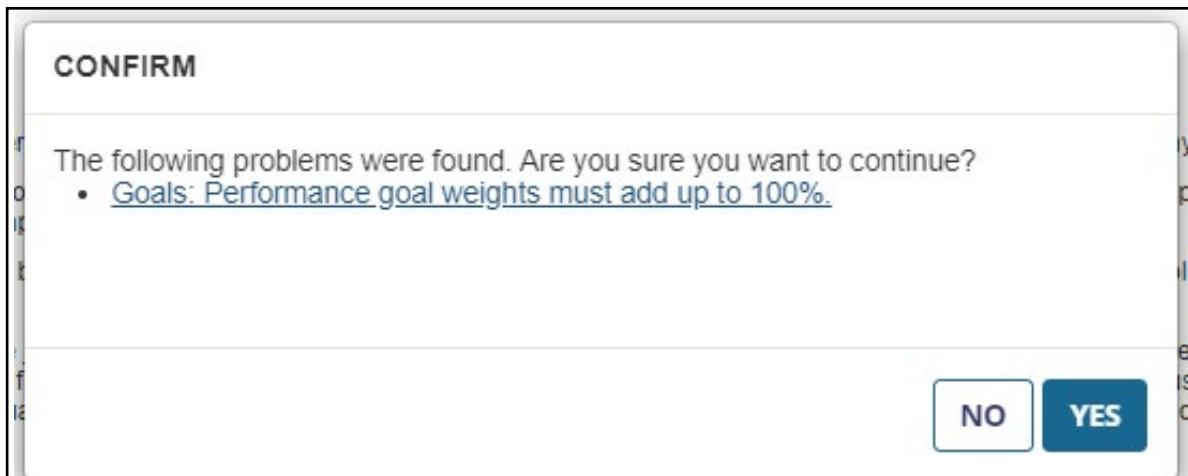 CONFIRM
The following problems were found. Are you sure you want to continue?
• Goals: Performance goal weights must add up to 100%.
NO YES